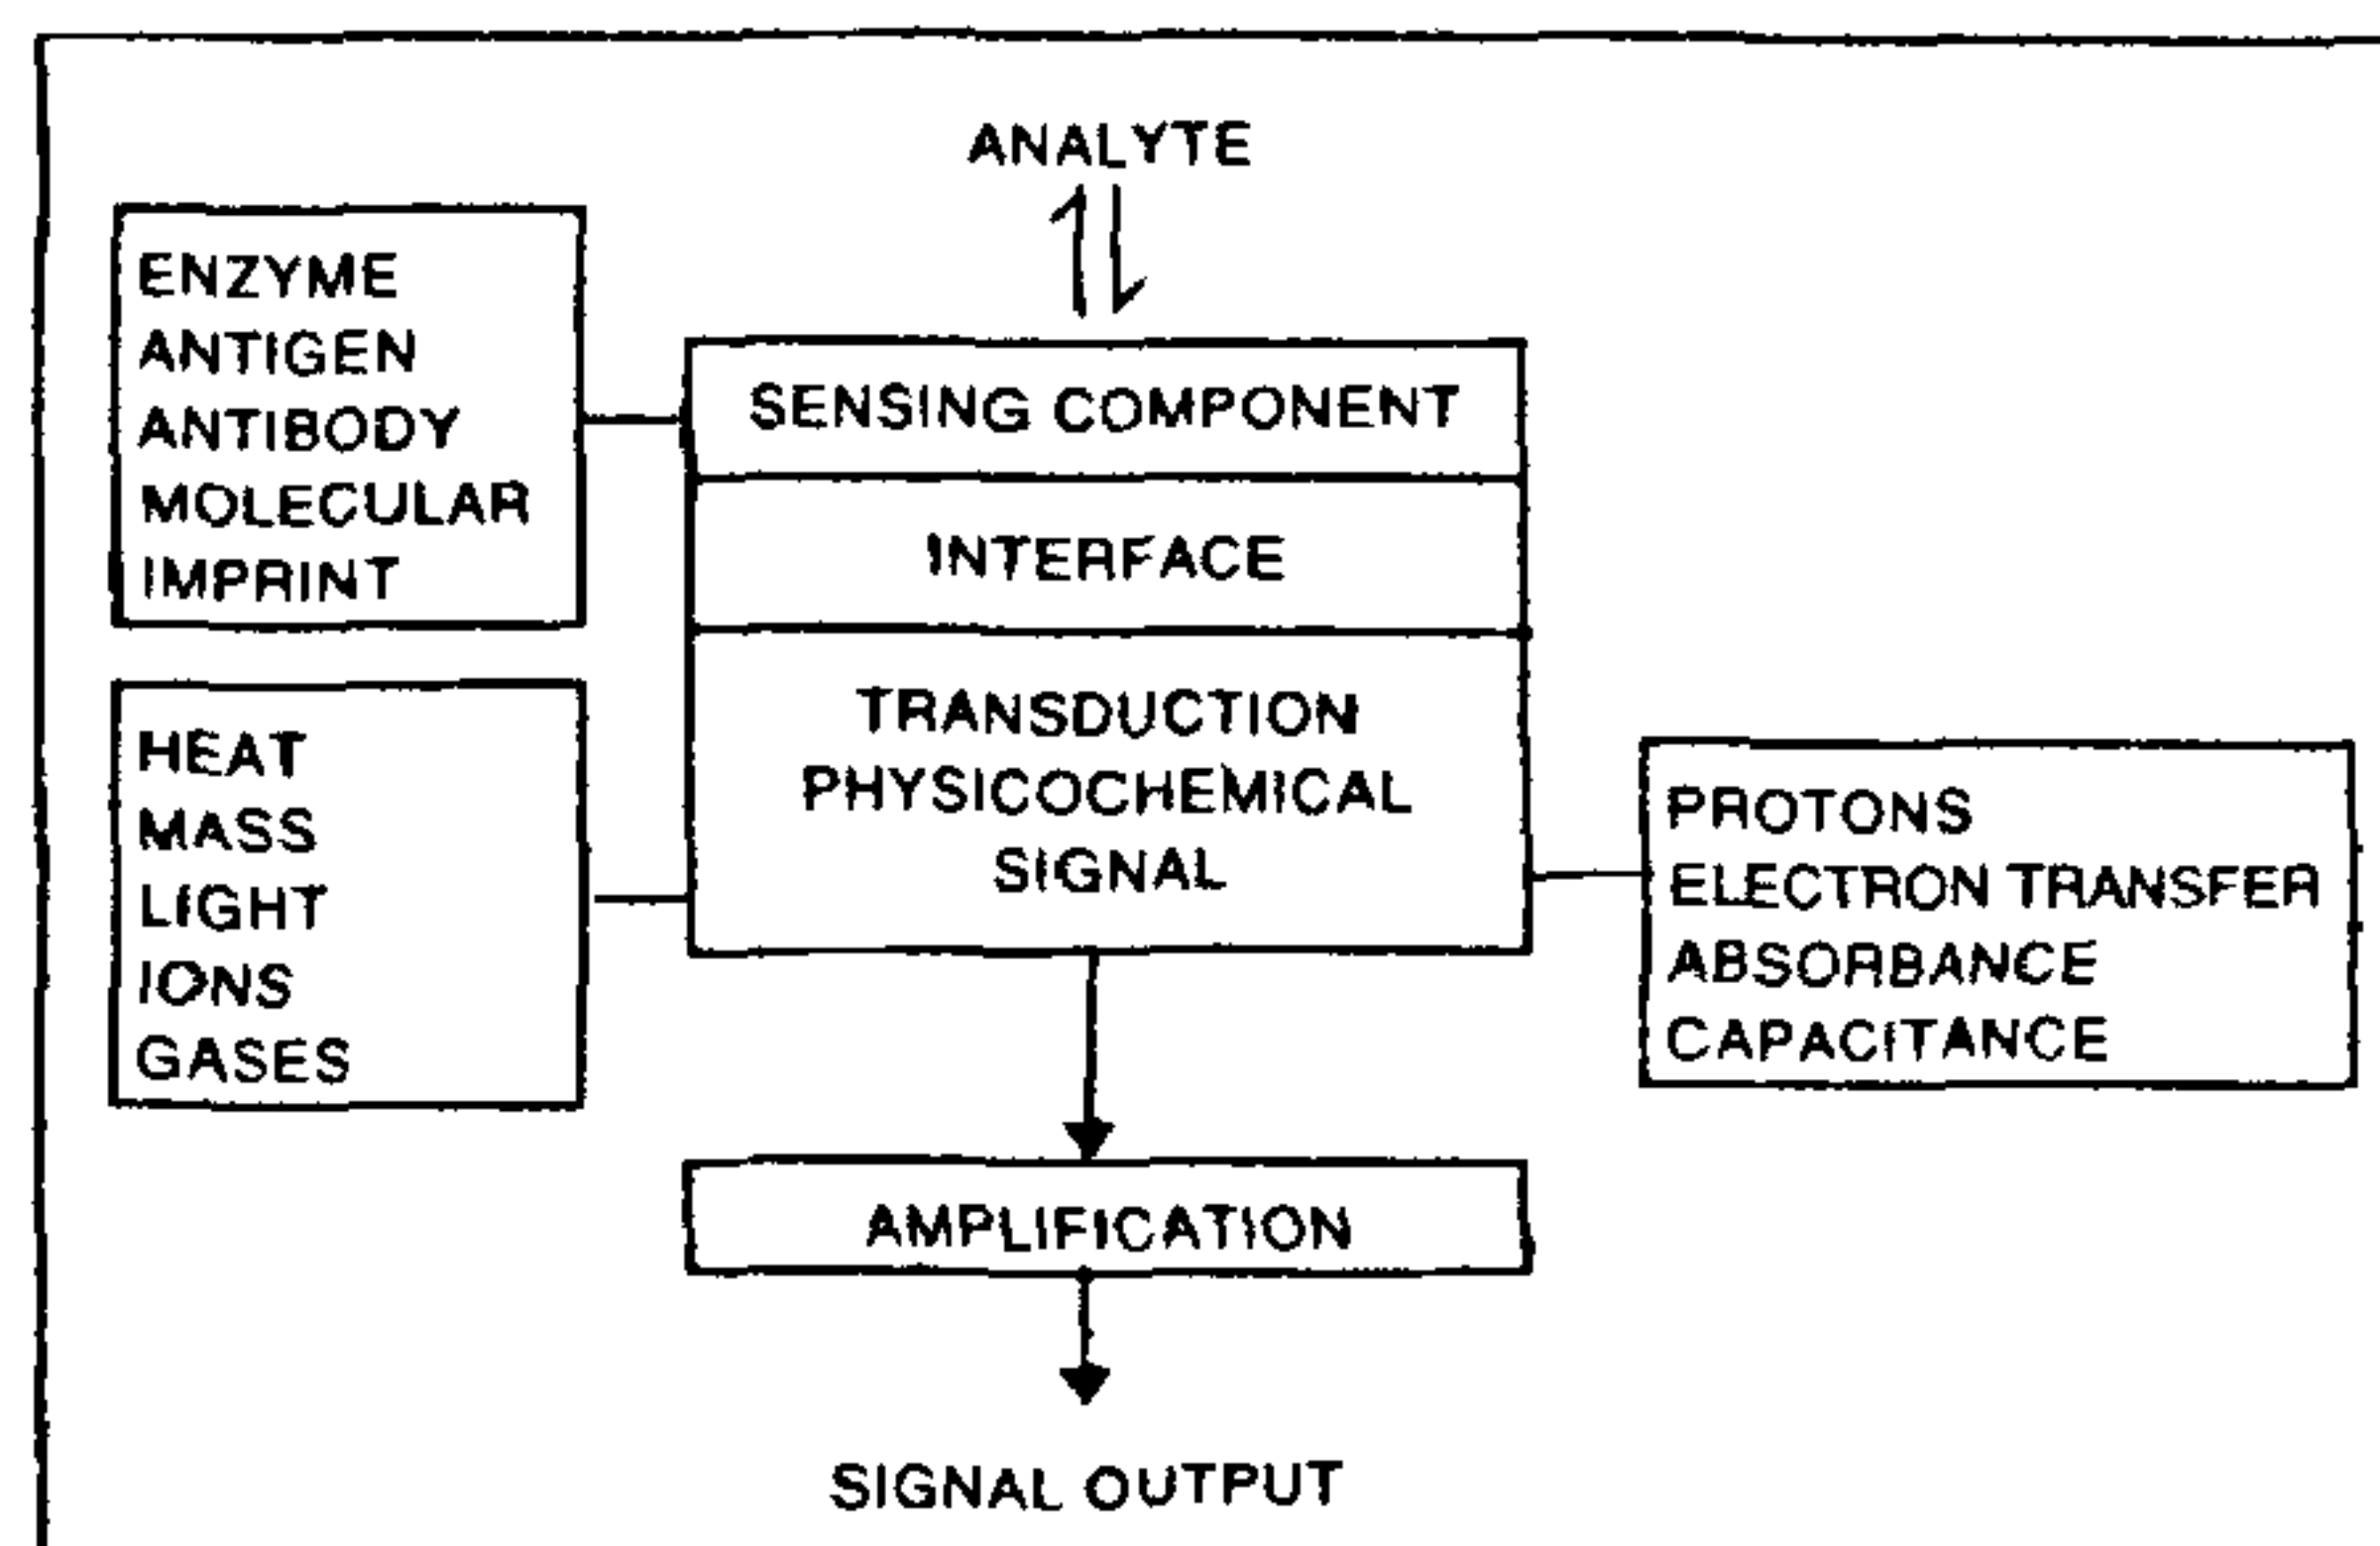 ANALYTE
ENZYME
ANTIGEN
ANTIBODY
MOLECULAR
IMPRINT
SENSING COMPONENT
INTERFACE
TRANSDUCTION
PHYSICOCHEMICAL
SIGNAL
HEAT
MASS
LIGHT
IONS
GASES
PROTONS
ELECTRON TRANSFER
ABSORBANCE
CAPACITANCE
AMPLIFICATION
SIGNAL OUTPUT